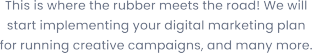 This is where the rubber meets the road! We will
start implementing your digital marketing plan
for running creative campaigns, and many more.